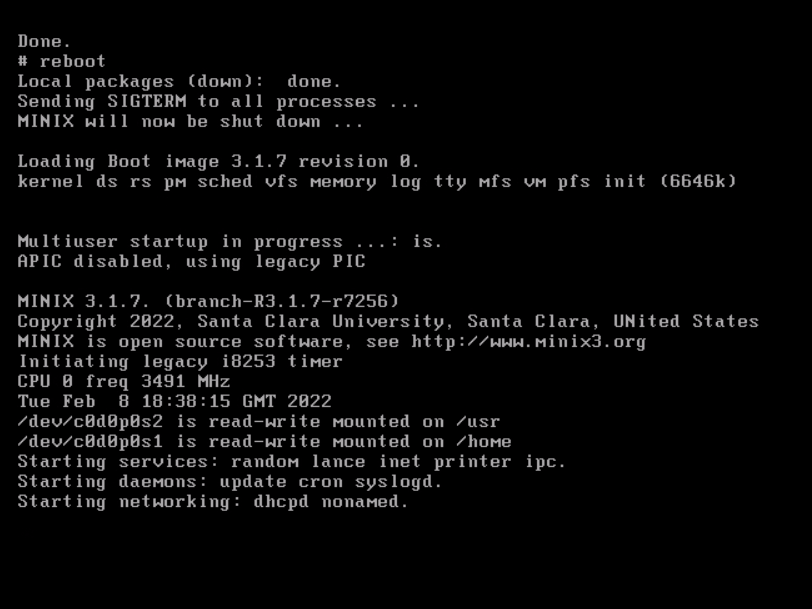 Done.
# reboot
Local packages (down):  done.
Sending SIGTERM to all processes ...
MINIX will now be shut down ...
Loading Boot image 3.1.7 revision 0.
kernel ds rs pm sched vfs memory log tty mfs vm pfs init (6646k)
Multiuser startup in progress ...: is.
APIC disabled, using legacy PIC
MINIX 3.1.7. (branch-R3.1.7-r7256)
Copyright 2022, Santa Clara University, Santa Clara, UNited States
MINIX is open source software, see http://www.minix3.org
Initiating legacy i8253 timer
CPU 0 freq 3491 MHz
Tue Feb  8 18:38:15 GMT 2022
/dev/c0d0p0s2 is read-write mounted on /usr
/dev/c0d0p0s1 is read-write mounted on /home
Starting services: random lance inet printer ipc.
Starting daemons: update cron syslogd.
Starting networking: dhcpd nonamed.